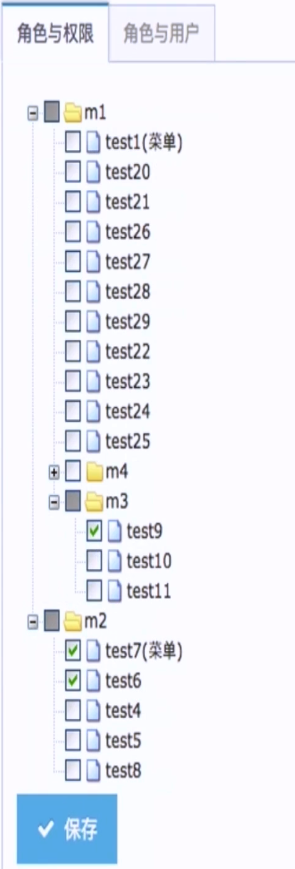 角色与权限 角色与用户
m1
test1(菜单)
test20
test21
test26
test27
test28
test29
test22
test23
test24
test25
m4
m3
test9
test10
test11
m2
test7(菜单)
test6
test4
test5
test8
保存